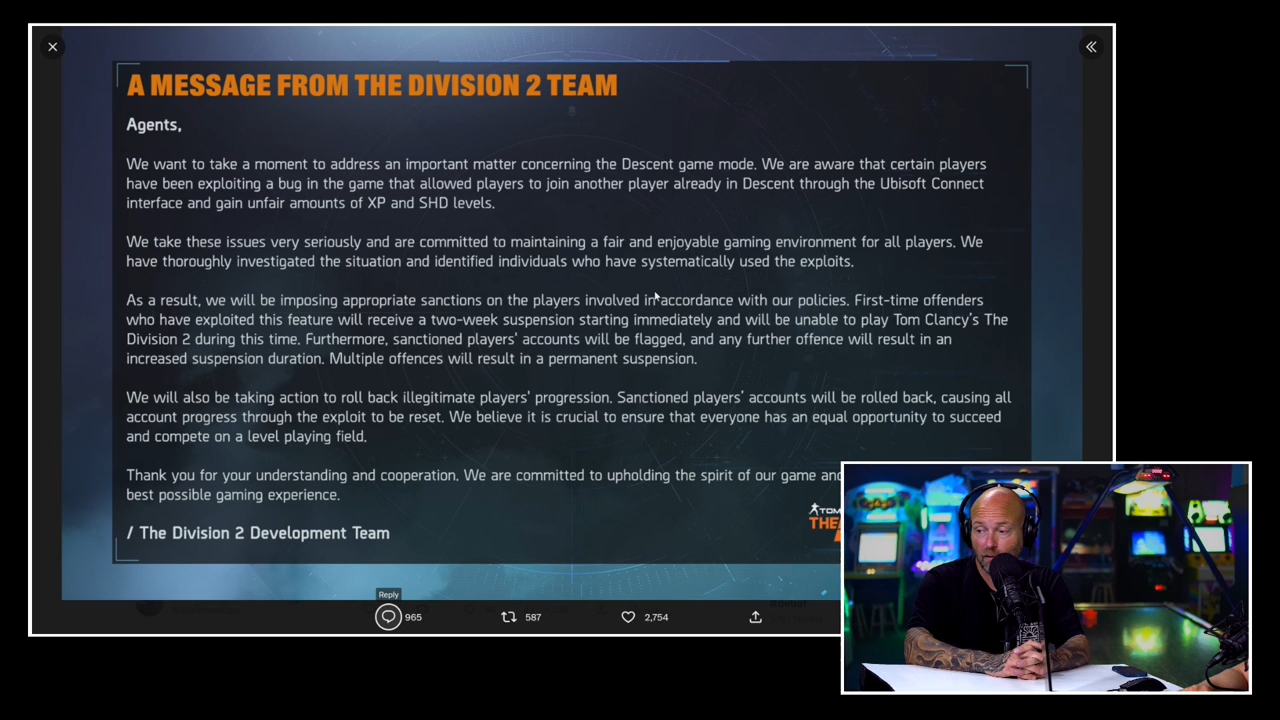 A MESSAGE FROM THE DIVISION 2 TEAM
Agents,
We want to take a moment to address an important matter concerning the Descent game mode. We are aware that certain players
have been exploiting a bug in the game that allowed players to join another player already in Descent through the Ubisoft Connect
interface and gain unfair amounts of XP and SHD levels.
We take these issues very seriously and are committed to maintaining a fair and enjoyable gaming environment for all players. We
have thoroughly investigated the situation and identified individuals who have systematically used the exploits.
As a result, we will be imposing appropriate sanctions on the players involved in accordance with our policies. First-time offenders
who have exploited this feature will receive a two-week suspension starting immediately and will be unable to play Tom Clancy's The
Division 2 during this time. Furthermore, sanctioned players' accounts will be flagged, and any further offence will result in an
increased suspension duration. Multiple offences will result in a permanent suspension.
We will also be taking action to roll back illegitimate players' progression. Sanctioned players' accounts will be rolled back, causing all
account progress through the exploit to be reset. We believe it is crucial to ensure that everyone has an equal opportunity to succeed
and compete on a level playing field.
Thank you for your understanding and cooperation. We are committed to upholding the spirit of our game and
best possible gaming experience.
/ The Division 2 Development Team
TOM
THE
Reply
965
587
2,754